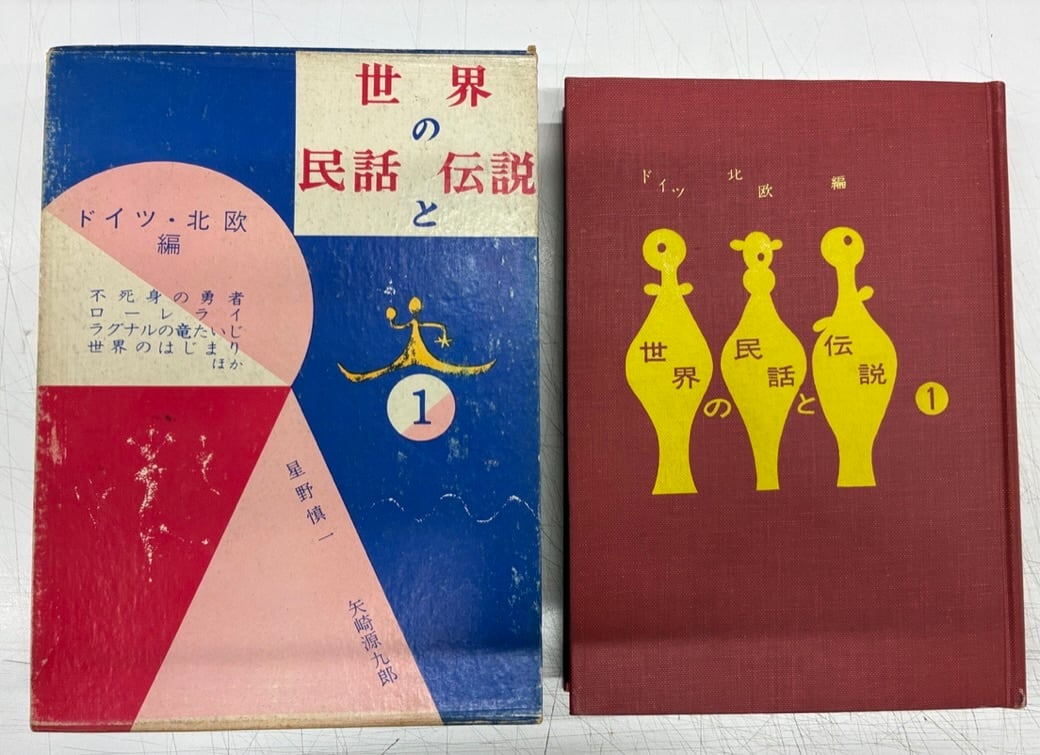 世界
の
民話 伝説
と
ドイツ・北欧
編
不死身の勇者
ローレライ
ラグナルの竜たいじ
世界のはじまり
ほか
1
星野慎一
矢崎源九郎
ドイツ 北欧 編
世界の民話と伝説
1